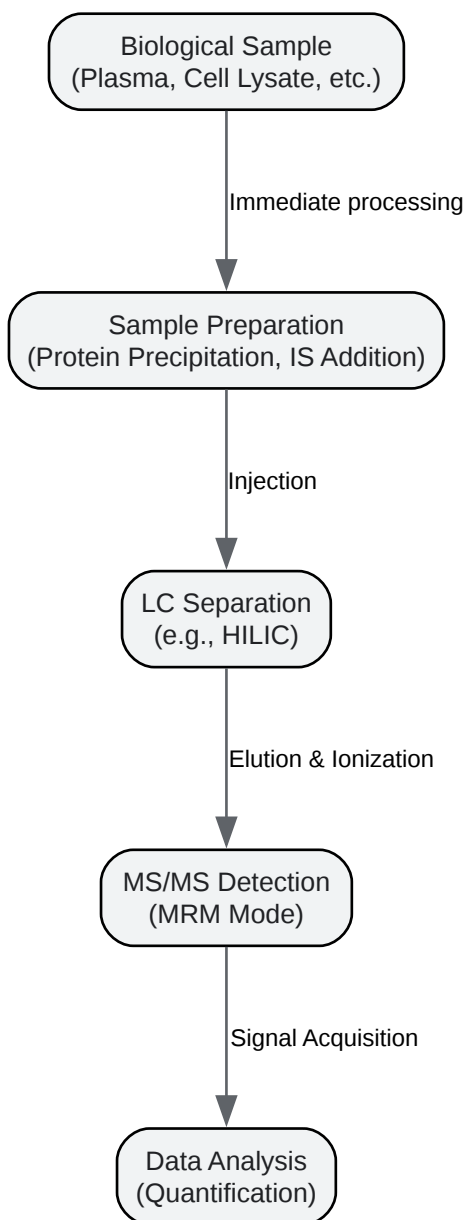 Biological Sample
(Plasma, Cell Lysate, etc.)
Immediate processing
Sample Preparation
(Protein Precipitation, IS Addition)
Injection
LC Separation
(e.g., HILIC)
Elution & Ionization
MS/MS Detection
(MRM Mode)
Signal Acquisition
Data Analysis
(Quantification)